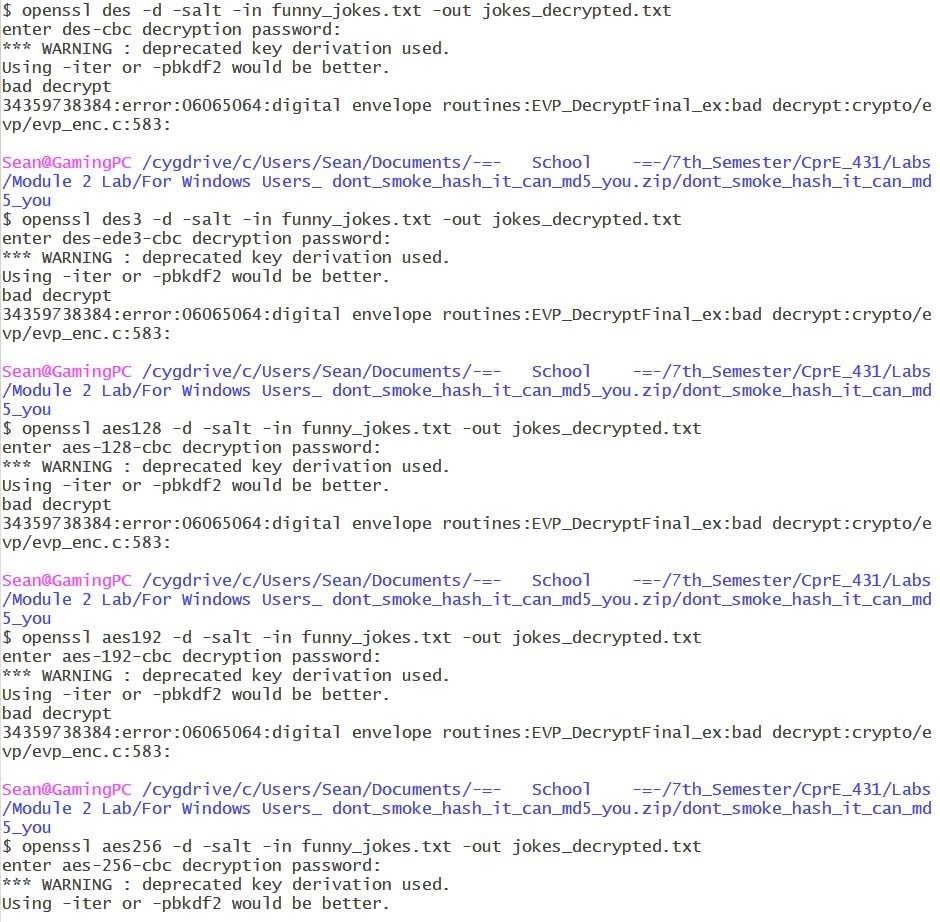 $ openssl des -d -salt -in funny_jokes.txt -out jokes_decrypted.txt
enter des-cbc decryption password:
*** WARNING : deprecated key derivation used.
Using -iter or -pbkdf2 would be better.
bad decrypt
34359738384:error:06065064:digital envelope routines:EVP_DecryptFinal_ex:bad decrypt:crypto/e
vp/evp_enc.c:583:
Sean@GamingPC /cygdrive/c/Users/Sean/Documents/-=-   School    -=-/7th_Semester/CprE_431/Labs
/Module 2 Lab/For Windows Users_ dont_smoke_hash_it_can_md5_you.zip/dont_smoke_hash_it_can_md
5_you
$ openssl des3 -d -salt -in funny_jokes.txt -out jokes_decrypted.txt
enter des-ede3-cbc decryption password:
*** WARNING : deprecated key derivation used.
Using -iter or -pbkdf2 would be better.
bad decrypt
34359738384:error:06065064:digital envelope routines:EVP_DecryptFinal_ex:bad decrypt:crypto/e
vp/evp_enc.c:583:
Sean@GamingPC /cygdrive/c/Users/Sean/Documents/-=-   School    -=-/7th_Semester/CprE_431/Labs
/Module 2 Lab/For Windows Users_ dont_smoke_hash_it_can_md5_you.zip/dont_smoke_hash_it_can_md
5_you
$ openssl aes128 -d -salt -in funny_jokes.txt -out jokes_decrypted.txt
enter aes-128-cbc decryption password:
*** WARNING : deprecated key derivation used.
Using -iter or -pbkdf2 would be better.
bad decrypt
34359738384:error:06065064:digital envelope routines:EVP_DecryptFinal_ex:bad decrypt:crypto/e
vp/evp_enc.c:583:
Sean@GamingPC /cygdrive/c/Users/Sean/Documents/-=-   School    -=-/7th_Semester/CprE_431/Labs
/Module 2 Lab/For Windows Users_ dont_smoke_hash_it_can_md5_you.zip/dont_smoke_hash_it_can_md
5_you
$ openssl aes192 -d -salt -in funny_jokes.txt -out jokes_decrypted.txt
enter aes-192-cbc decryption password:
*** WARNING : deprecated key derivation used.
Using -iter or -pbkdf2 would be better.
bad decrypt
34359738384:error:06065064:digital envelope routines:EVP_DecryptFinal_ex:bad decrypt:crypto/e
vp/evp_enc.c:583:
Sean@GamingPC /cygdrive/c/Users/Sean/Documents/-=-   School    -=-/7th_Semester/CprE_431/Labs
/Module 2 Lab/For Windows Users_ dont_smoke_hash_it_can_md5_you.zip/dont_smoke_hash_it_can_md
5_you
$ openssl aes256 -d -salt -in funny_jokes.txt -out jokes_decrypted.txt
enter aes-256-cbc decryption password:
*** WARNING : deprecated key derivation used.
Using -iter or -pbkdf2 would be better.